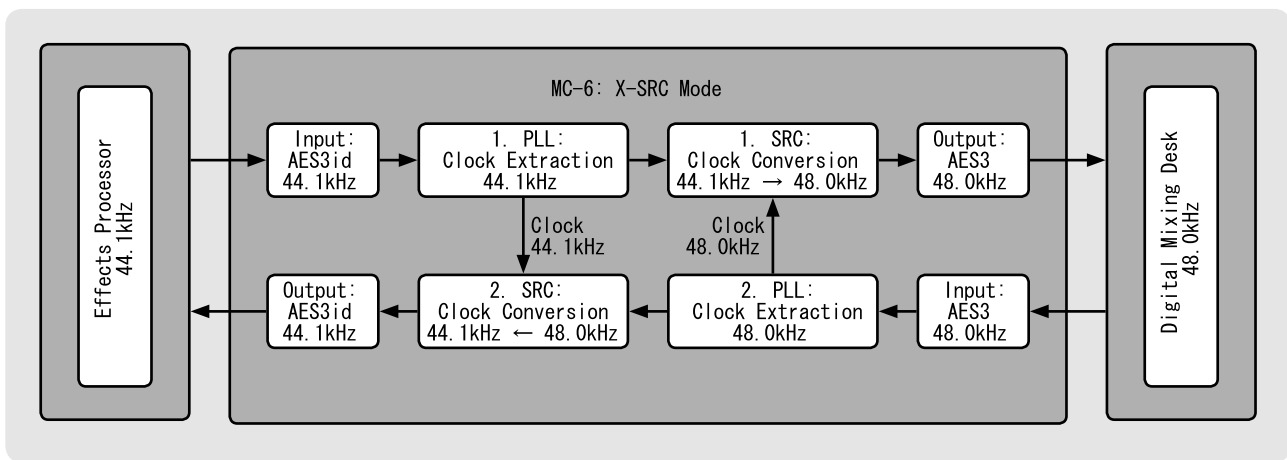 MC-6: X-SRC Mode
Effects Processor
44.1kHz
Input:
AES3id
44.1kHz
1. PLL:
Clock Extraction
44.1kHz
1. SRC:
Clock Conversion
44.1kHz → 48.0kHz
Output:
AES3
48.0kHz
Digital Mixing Desk
48.0kHz
Clock
44.1kHz
Clock
48.0kHz
Output:
AES3id
44.1kHz
2. SRC:
Clock Conversion
44.1kHz ← 48.0kHz
2. PLL:
Clock Extraction
48.0kHz
Input:
AES3
48.0kHz